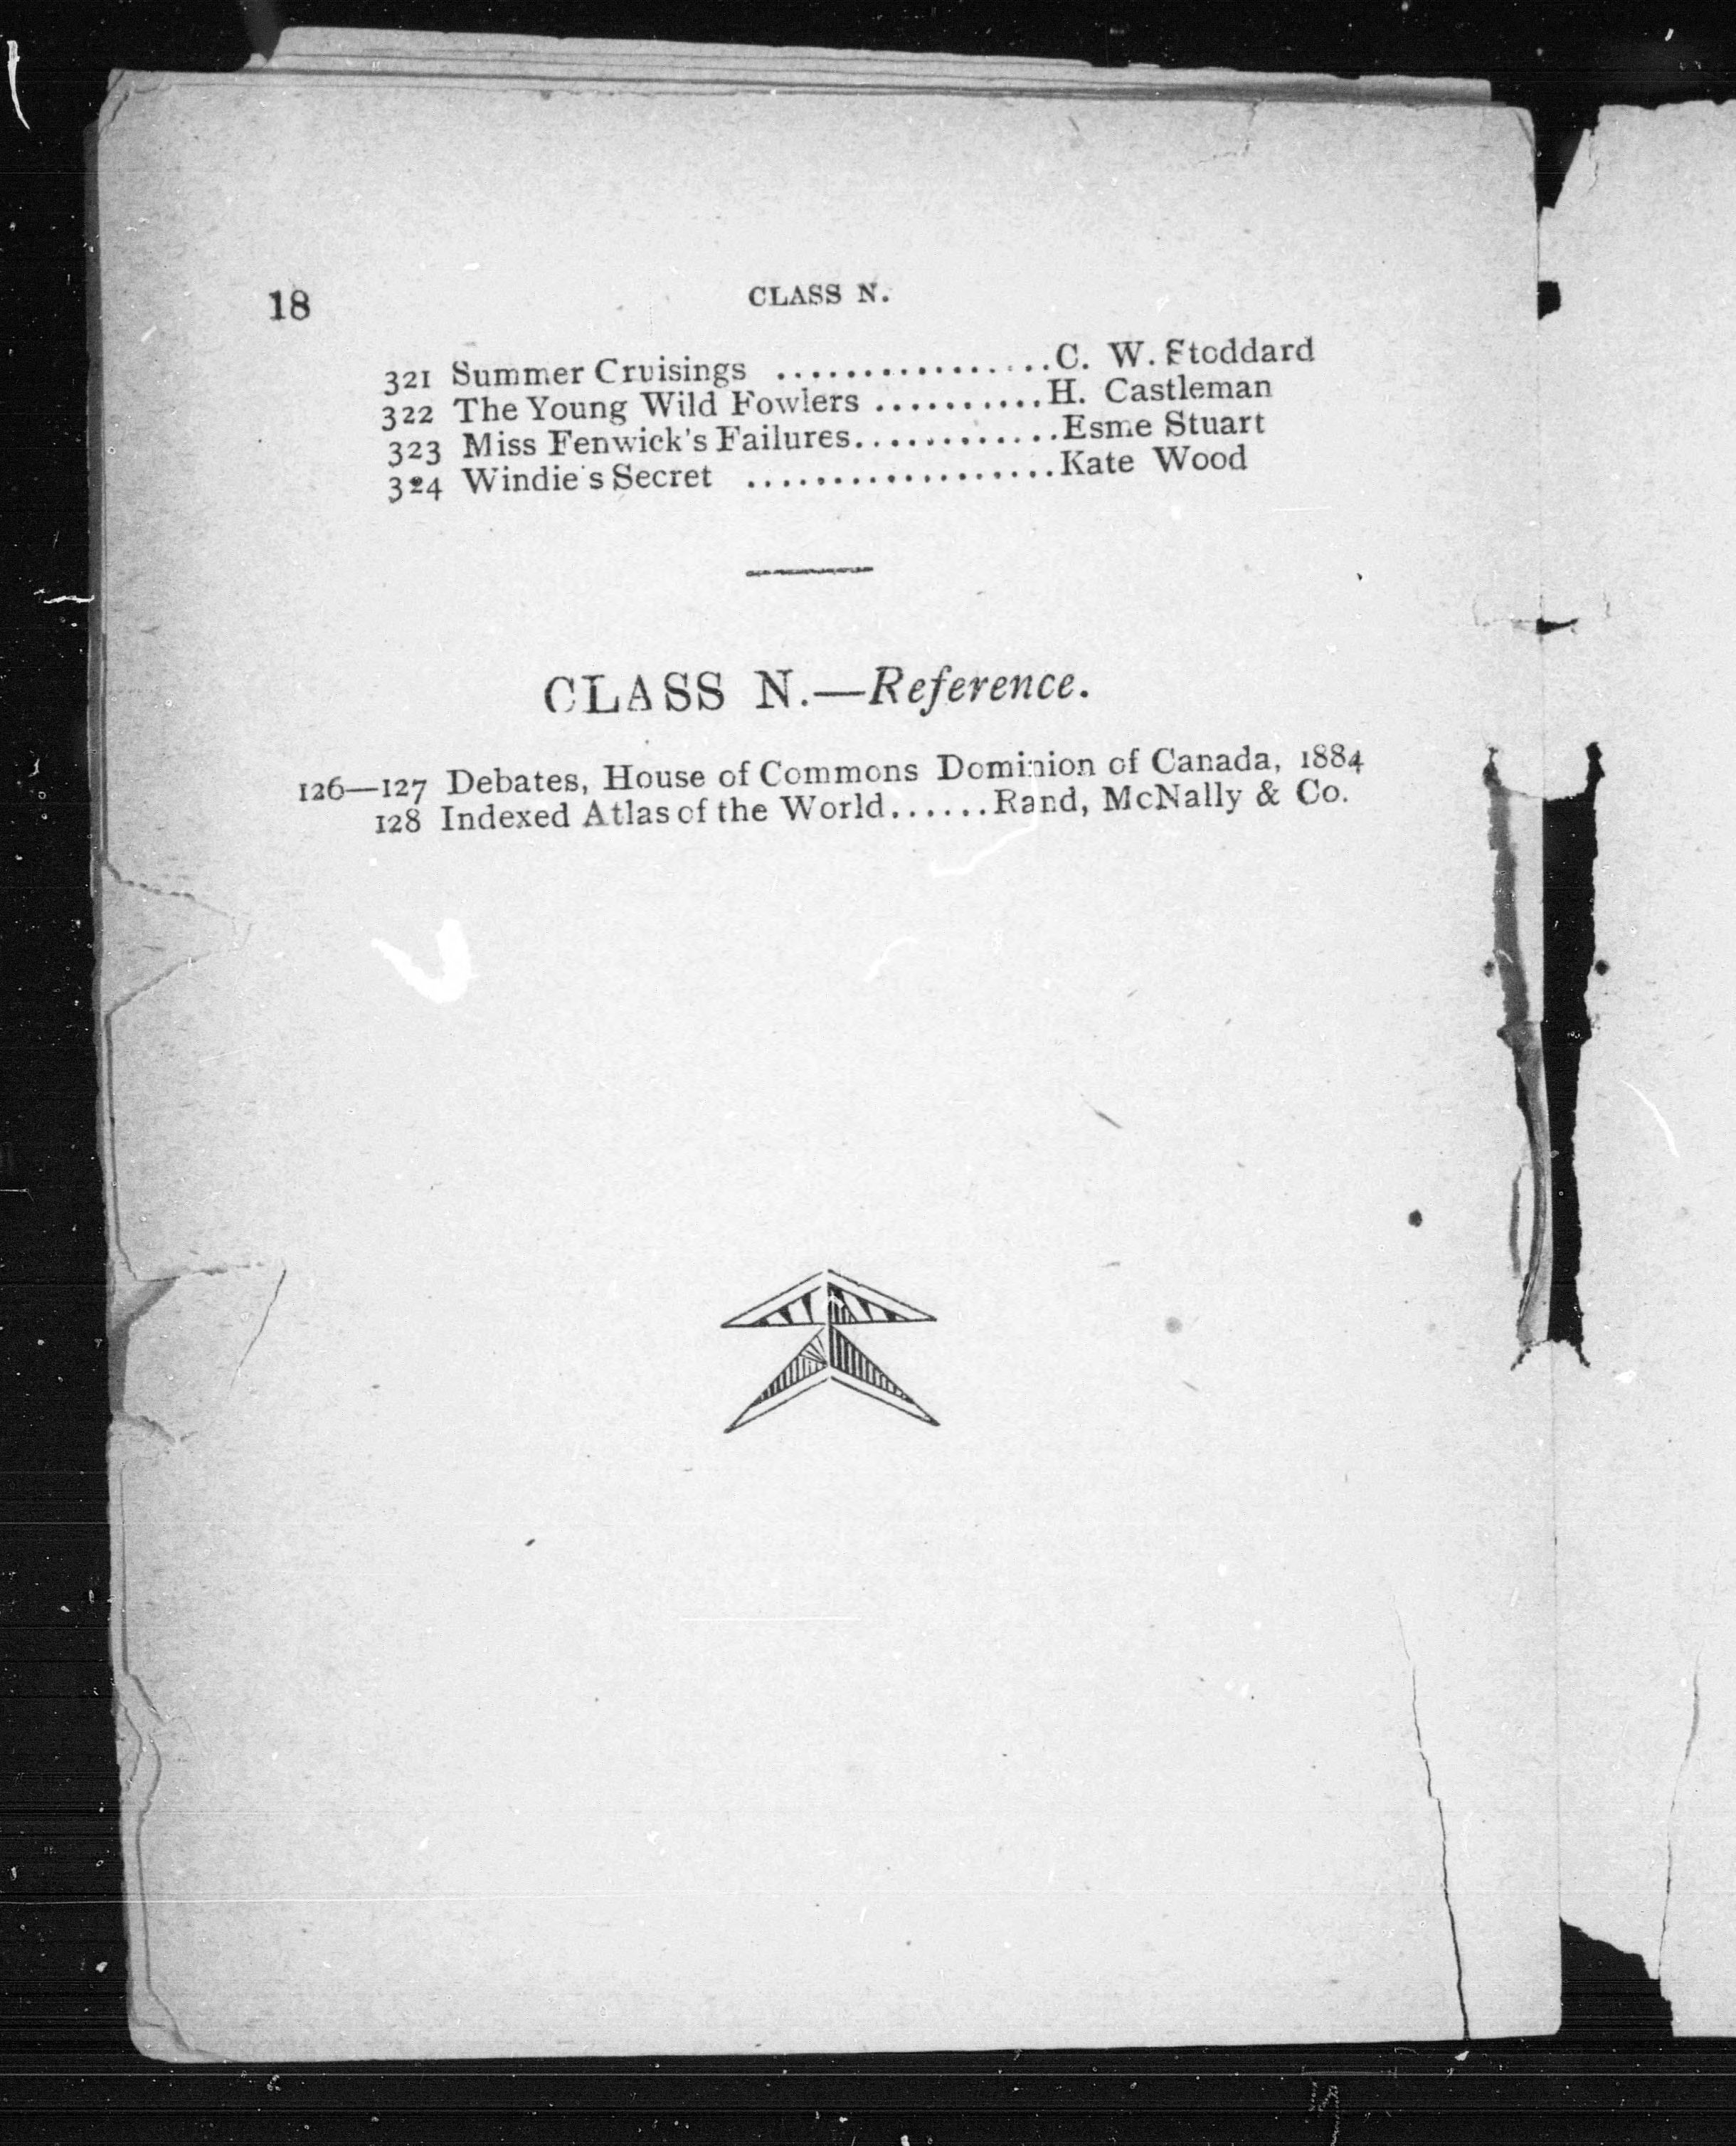 18
CLASS N.
321 Summer Cruisings ................C. W. Stoddard
322 The Young Wild Fowlers ..........H. Castleman
323 Miss Fenwick's Failures............Esme Stuart
324 Windie's Secret ..................Kate Wood
CLASS N.—Reference.
126—127 Debates, House of Commons Dominion of Canada, 1884
128 Indexed Atlas of the World......Rand, McNally & Co.